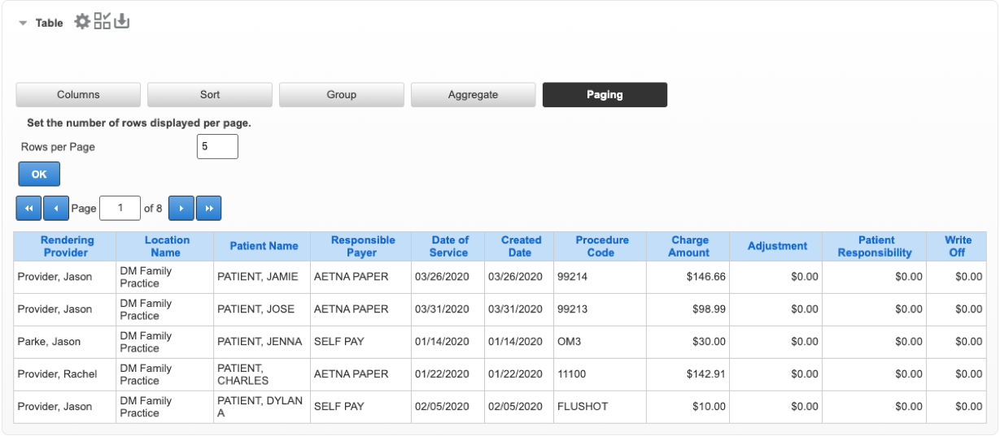 Table
Columns Sort Group Aggregate Paging
Set the number of rows displayed per page.
Rows per Page 5
OK
Page 1 of 8
Rendering Provider Location Name Patient Name Responsible Payer Date of Service Created Date Procedure Code Charge Amount Adjustment Patient Responsibility Write Off
Provider, Jason DM Family Practice PATIENT, JAMIE AETNA PAPER 03/26/2020 03/26/2020 99214 $146.66 $0.00 $0.00 $0.00
Provider, Jason DM Family Practice PATIENT, JOSE AETNA PAPER 03/31/2020 03/31/2020 99213 $98.99 $0.00 $0.00 $0.00
Parke, Jason DM Family Practice PATIENT, JENNA SELF PAY 01/14/2020 01/14/2020 OM3 $30.00 $0.00 $0.00 $0.00
Provider, Rachel DM Family Practice PATIENT, CHARLES AETNA PAPER 01/22/2020 01/22/2020 11100 $142.91 $0.00 $0.00 $0.00
Provider, Jason DM Family Practice PATIENT, DYLAN A SELF PAY 02/05/2020 02/05/2020 FLUSHOT $10.00 $0.00 $0.00 $0.00